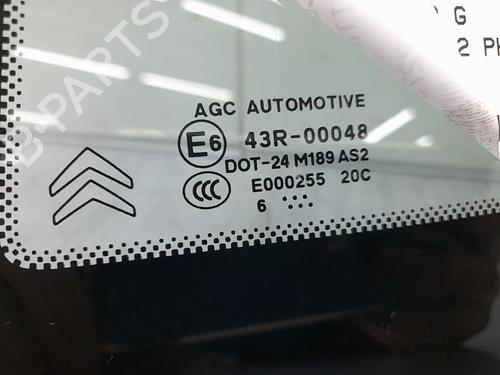 G
2 PH
AGC AUTOMOTIVE
E6 43R-00048
DOT-24 M189 AS2
CCC E000255 20C
6
B-PARTS